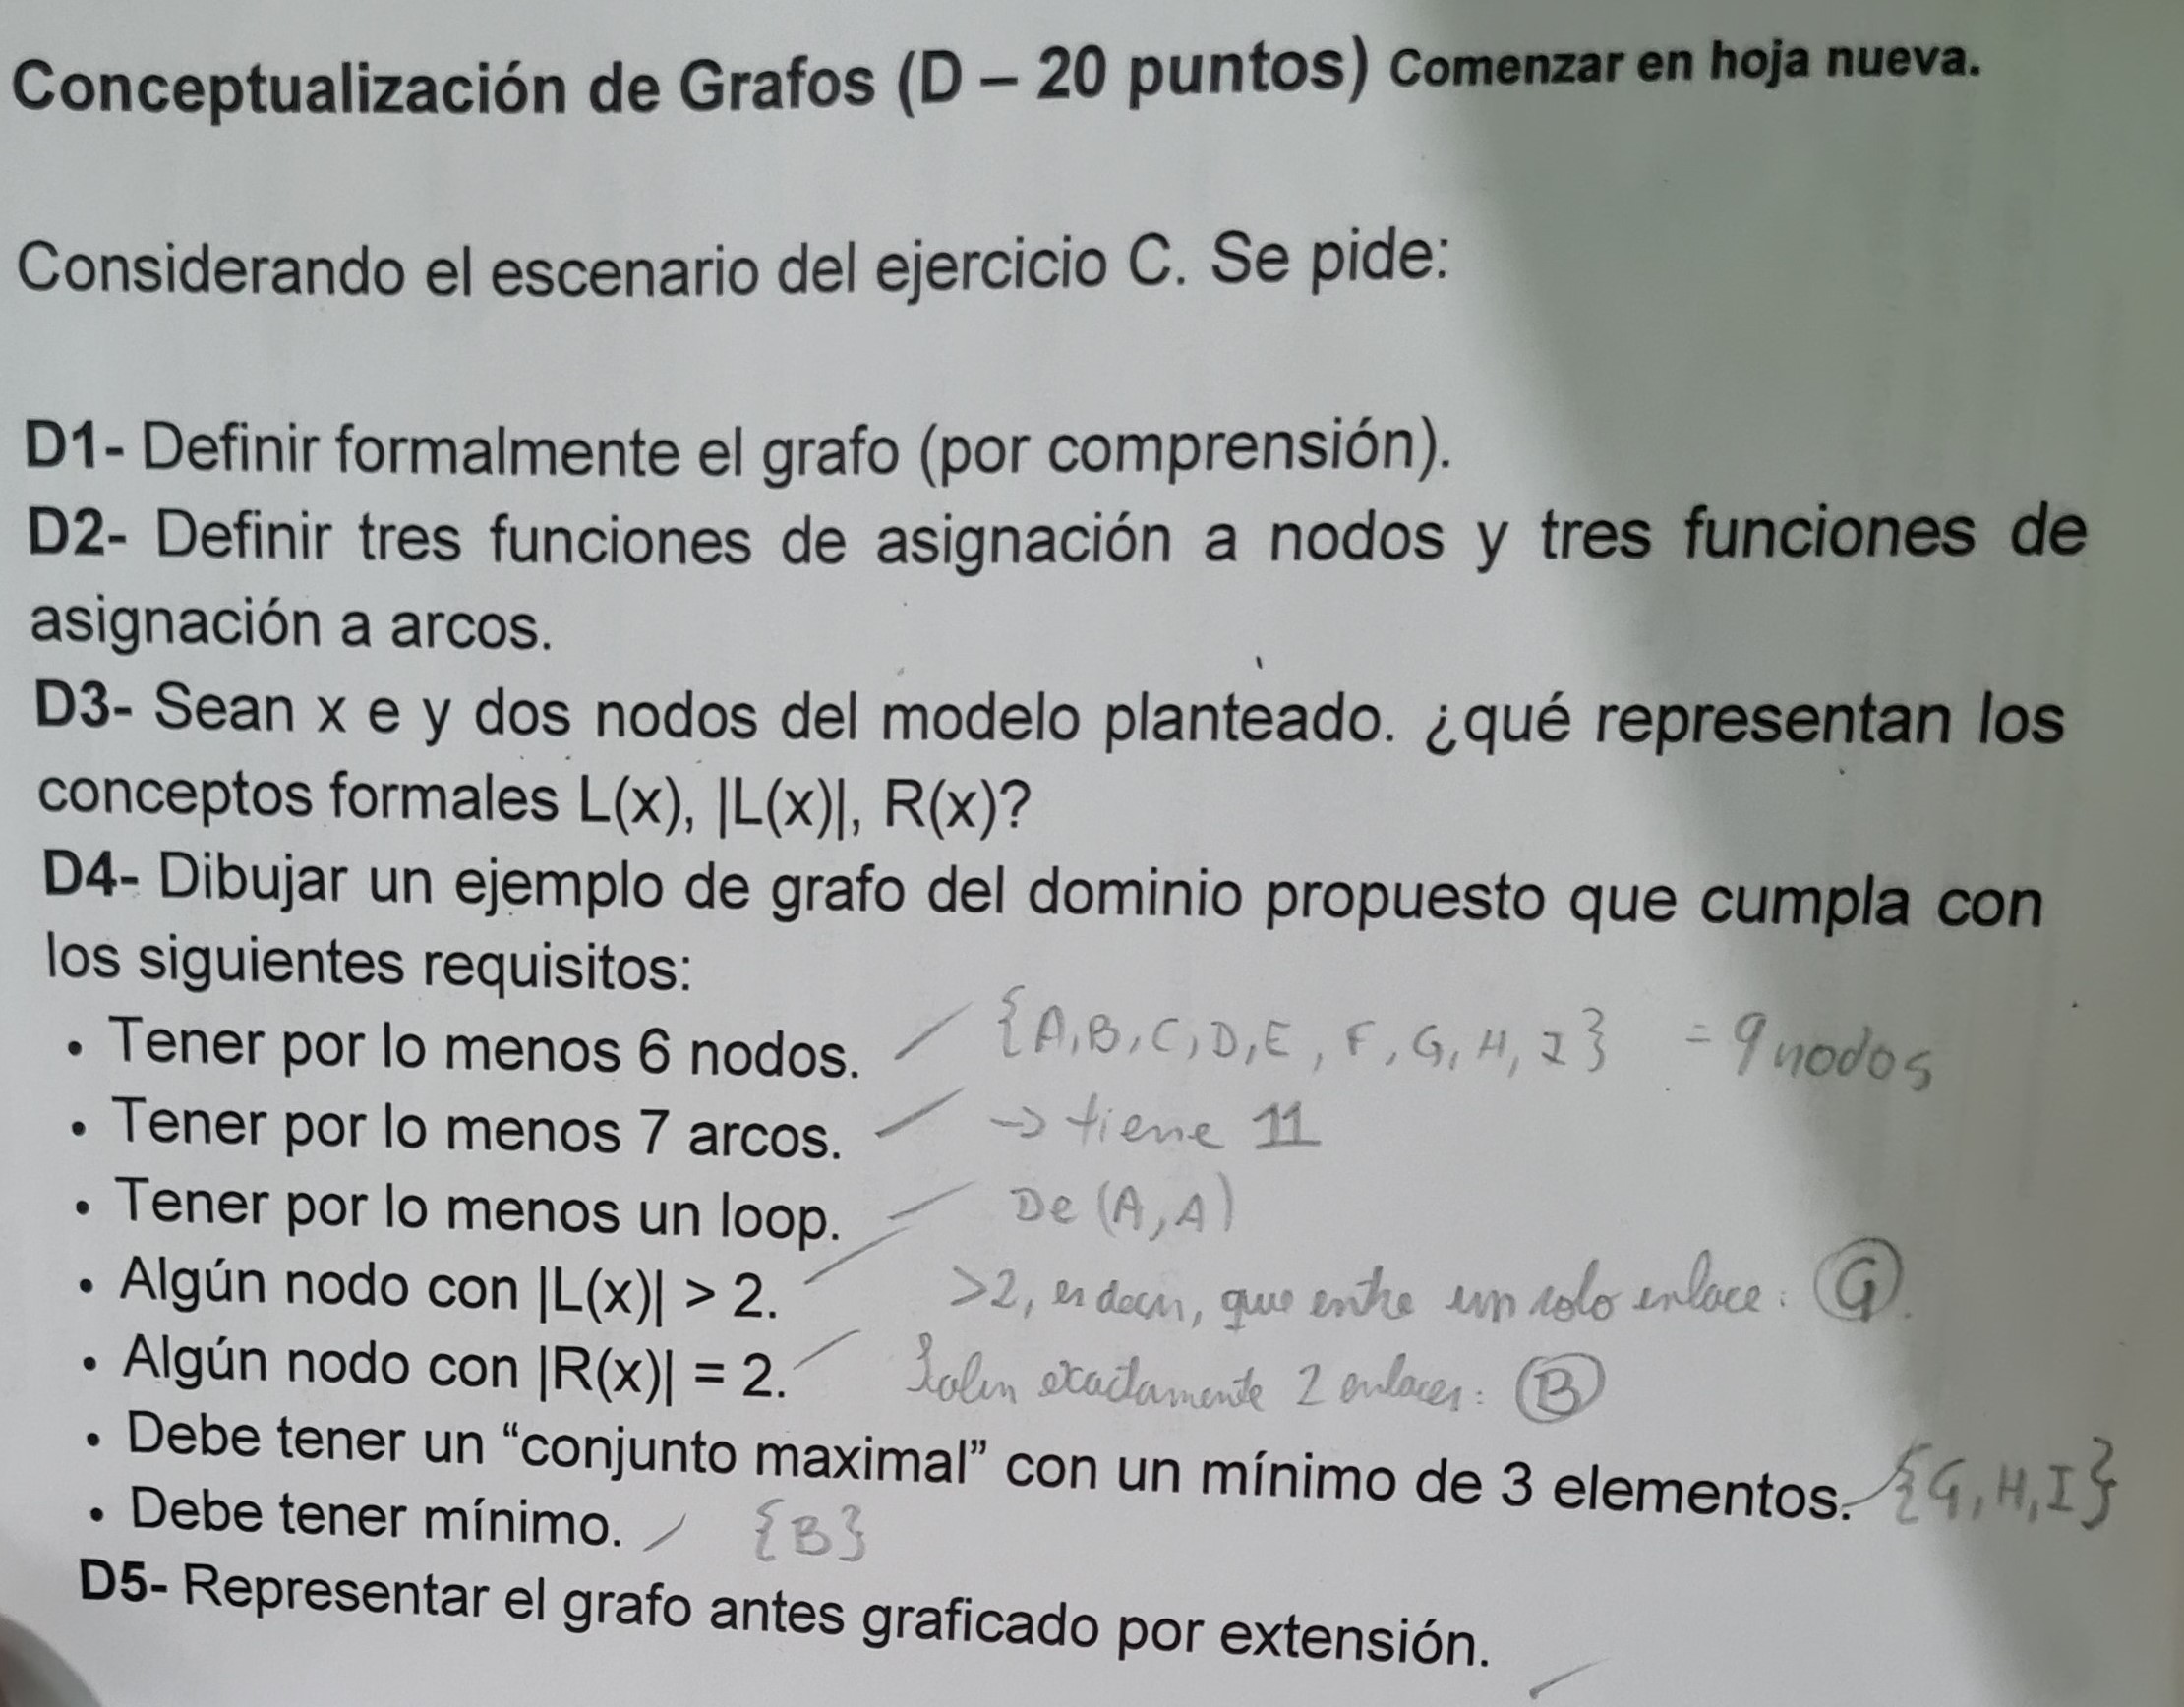 Conceptualización de Grafos (D – 20 puntos) Comenzar en hoja nueva.
Considerando el escenario del ejercicio C. Se pide:
D1- Definir formalmente el grafo (por comprensión).
D2- Definir tres funciones de asignación a nodos y tres funciones de
asignación a arcos.
D3- Sean x e y dos nodos del modelo planteado. ¿qué representan los
conceptos formales L(x), |L(x)|, R(x)?
D4- Dibujar un ejemplo de grafo del dominio propuesto que cumpla con
los siguientes requisitos:
• Tener por lo menos 6 nodos. {A,B,C,D,E,F,G,H,I} = 9 nodos
• Tener por lo menos 7 arcos. → tiene 11
• Tener por lo menos un loop. De (A,A)
• Algún nodo con |L(x)| > 2. >2, es decir, que entre un solo enlace: G.
• Algún nodo con |R(x)| = 2. Salen exactamente 2 enlaces: B
• Debe tener un “conjunto maximal” con un mínimo de 3 elementos. {G,H,I}
• Debe tener mínimo. {B}
D5- Representar el grafo antes graficado por extensión.